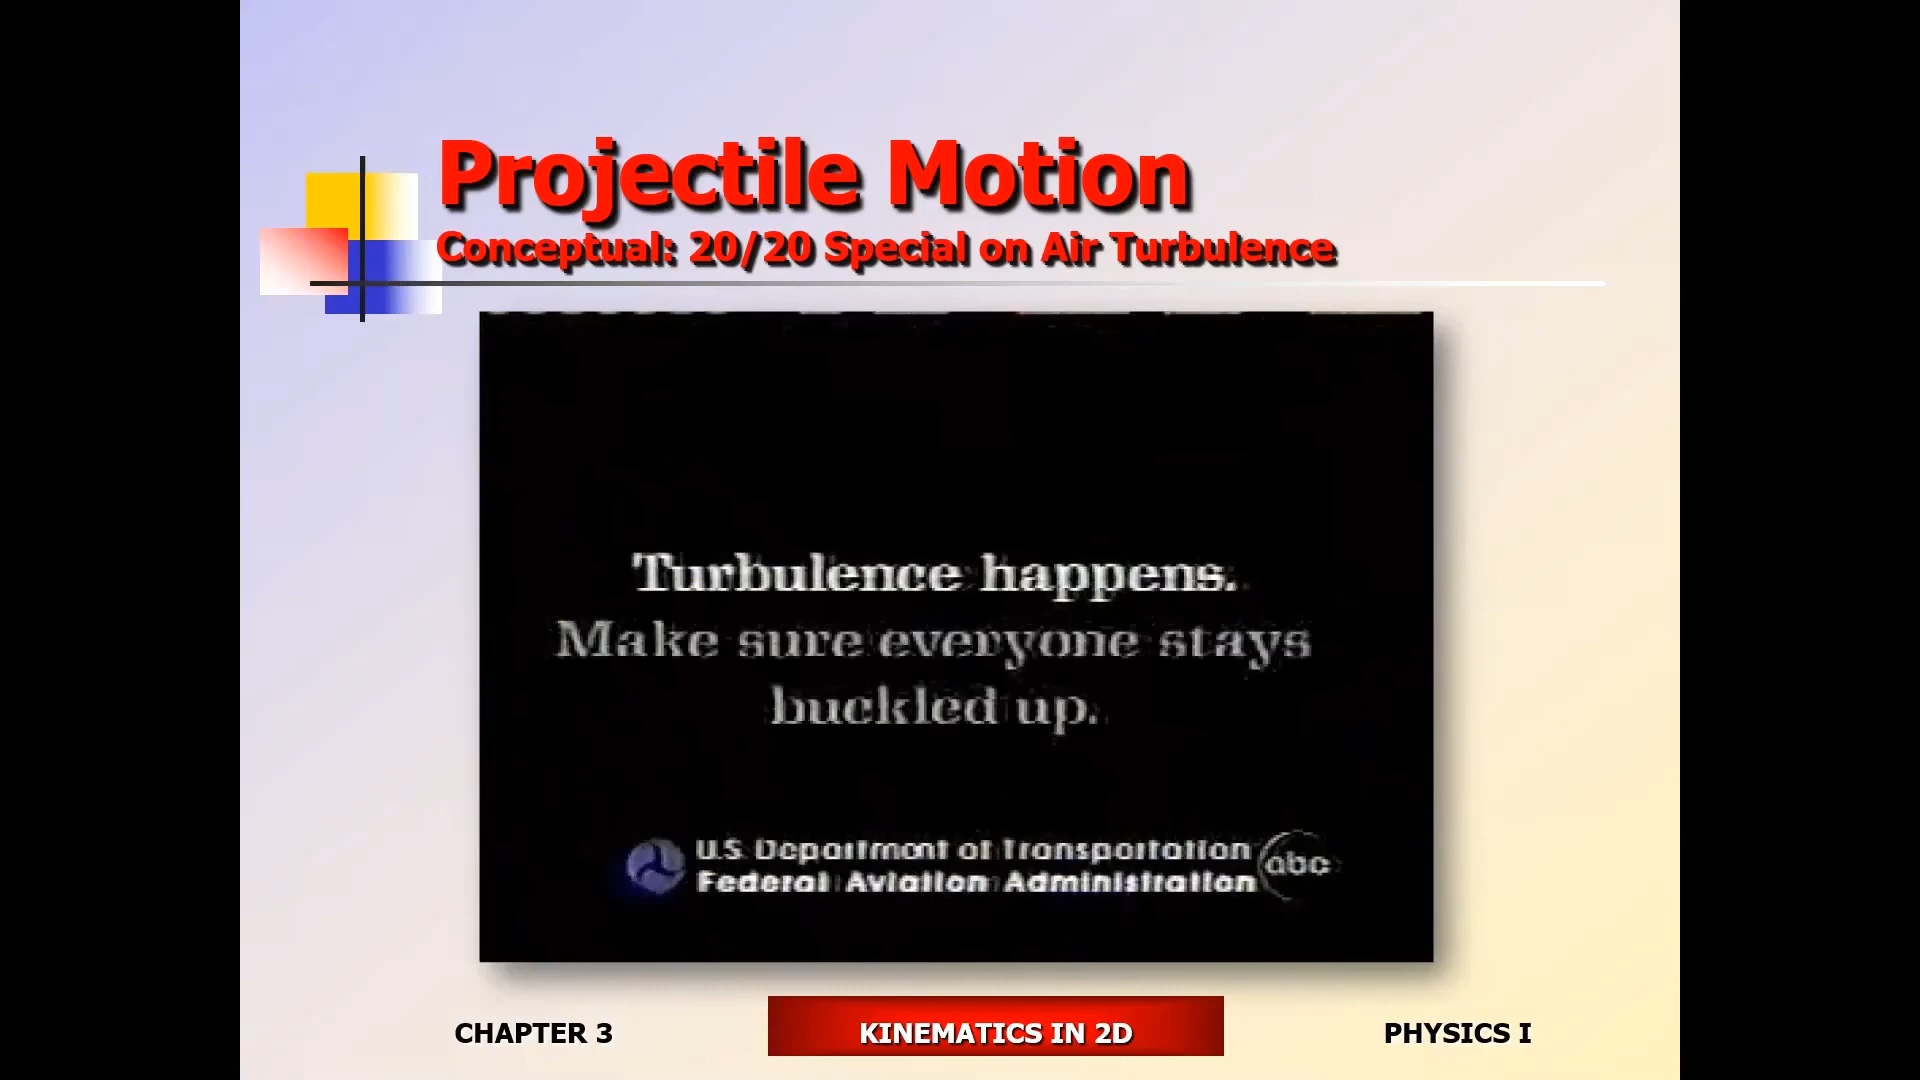 Projectile Motion
Conceptual: 20/20 Special on Air Turbulence
Turbulence happens.
Make sure everyone stays
buckled up.
U.S. Department of Transportation
Federal Aviation Administration
abc
CHAPTER 3
KINEMATICS IN 2D
PHYSICS I